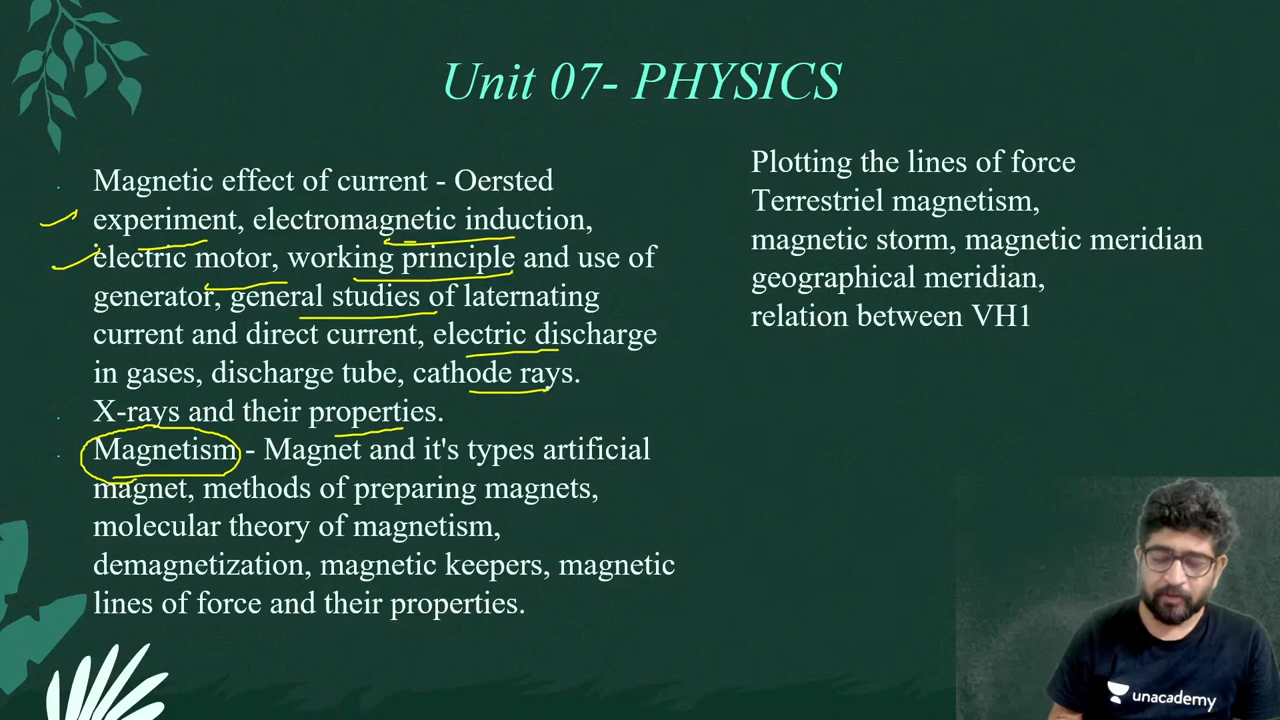 Unit 07- PHYSICS
Magnetic effect of current - Oersted
experiment, electromagnetic induction,
electric motor, working principle and use of
generator, general studies of laternating
current and direct current, electric discharge
in gases, discharge tube, cathode rays.
X-rays and their properties.
Magnetism - Magnet and it's types artificial
magnet, methods of preparing magnets,
molecular theory of magnetism,
demagnetization, magnetic keepers, magnetic
lines of force and their properties.
Plotting the lines of force
Terrestriel magnetism,
magnetic storm, magnetic meridian
geographical meridian,
relation between VH1
unacademy